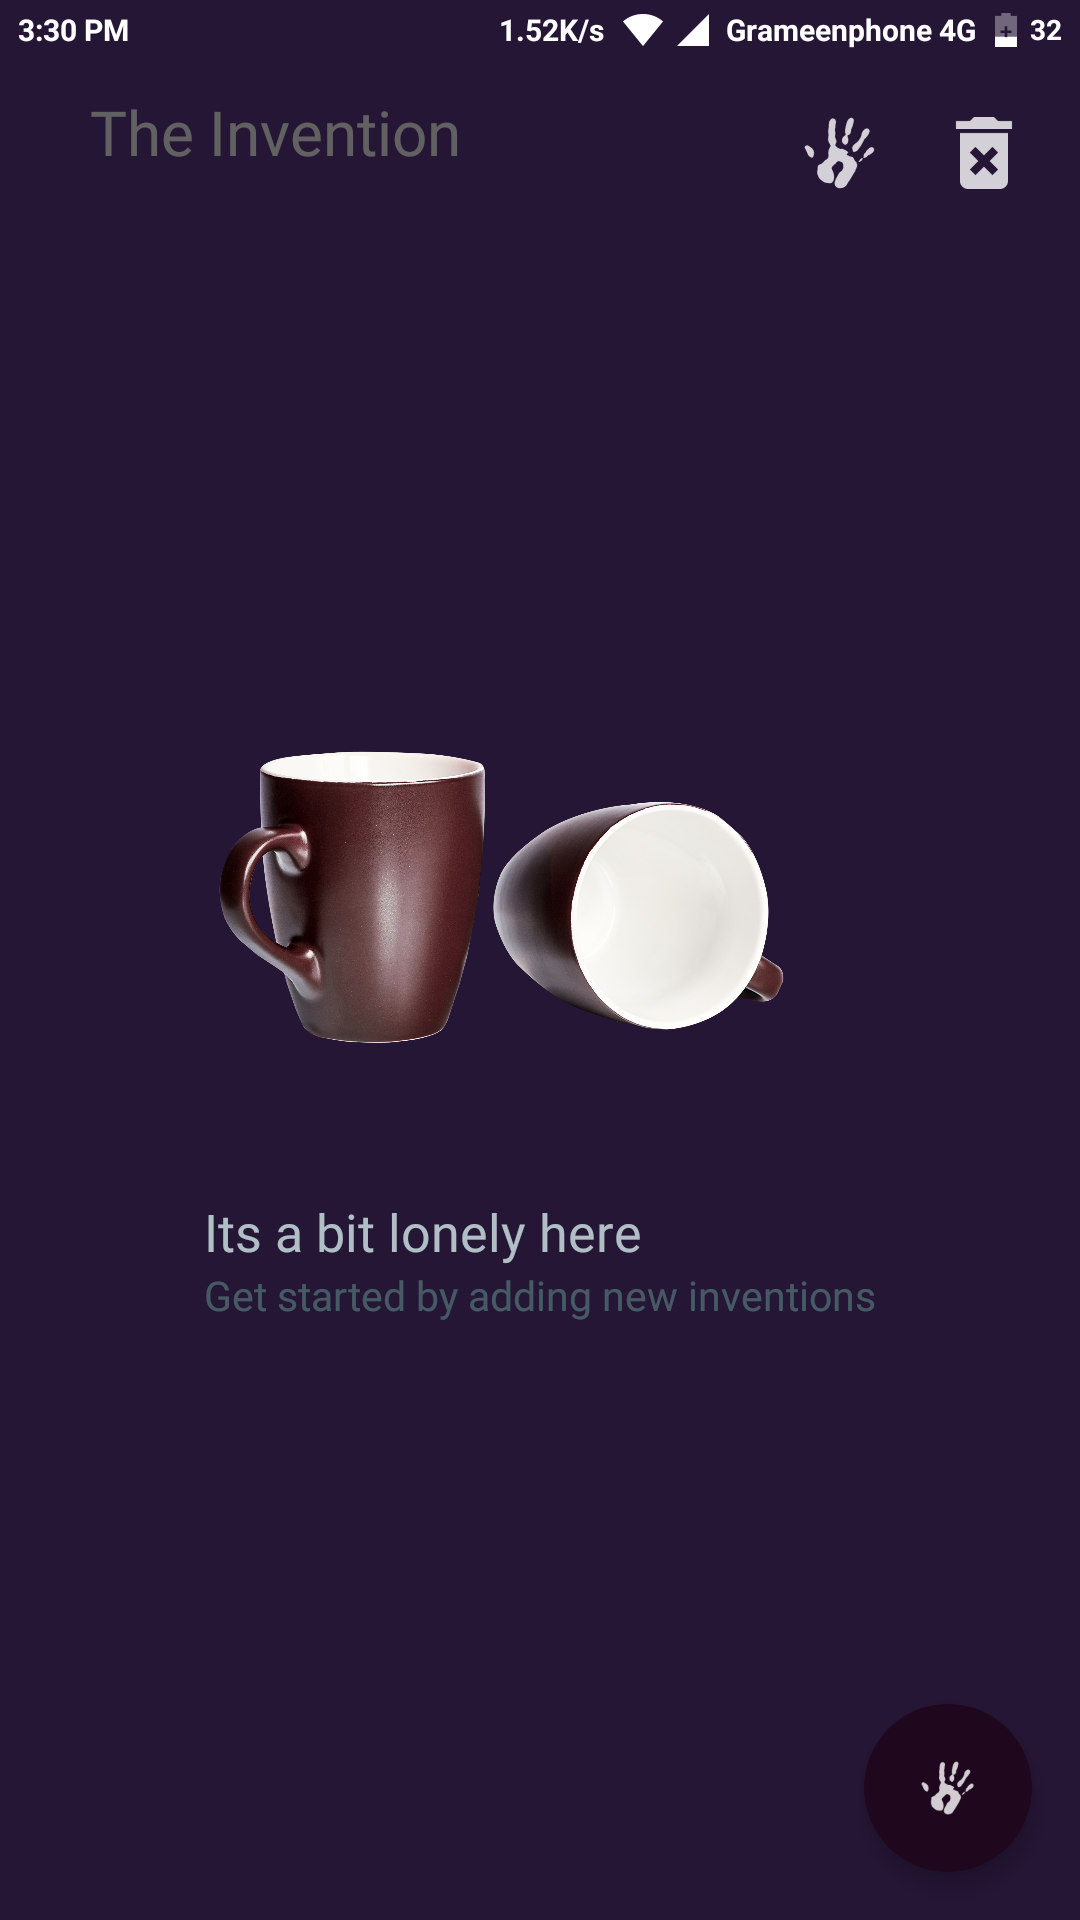 3:30 PM 1.52K/s Grameenphone 4G 32
The Invention
Its a bit lonely here
Get started by adding new inventions